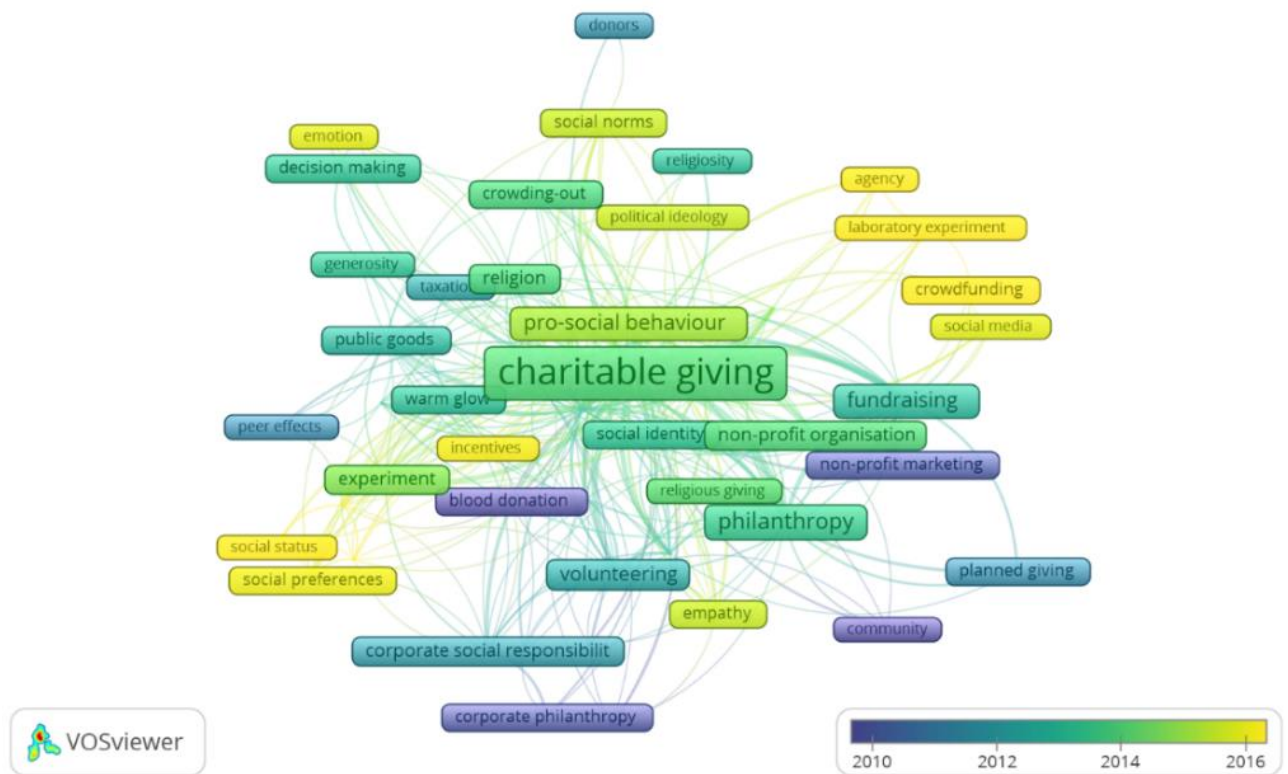 donors
social norms
emotion
decision making
religiosity
agency
crowding-out
political ideology
laboratory experiment
generosity
taxation
religion
crowdfunding
social media
pro-social behaviour
public goods
charitable giving
warm glow
fundraising
peer effects
social identity
non-profit organisation
incentives
non-profit marketing
experiment
blood donation
religious giving
philanthropy
social status
social preferences
volunteering
planned giving
empathy
community
corporate social responsibilit
corporate philanthropy
VOSviewer
2010 2012 2014 2016